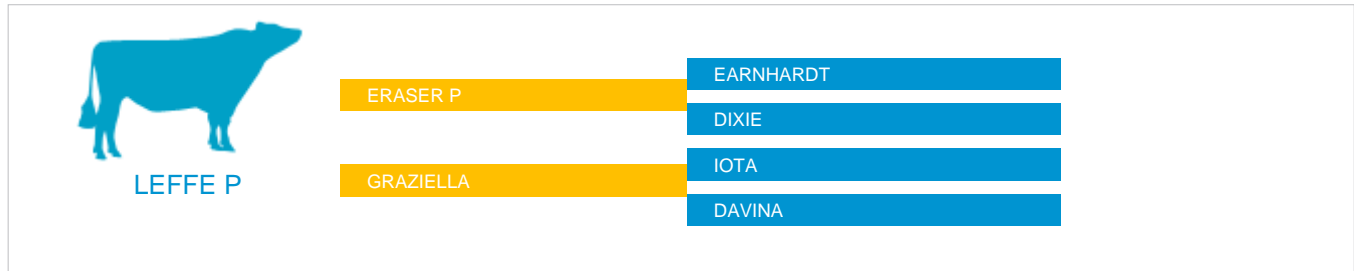 LEFFE P
ERASER P
GRAZIELLA
EARNHARDT
DIXIE
IOTA
DAVINA